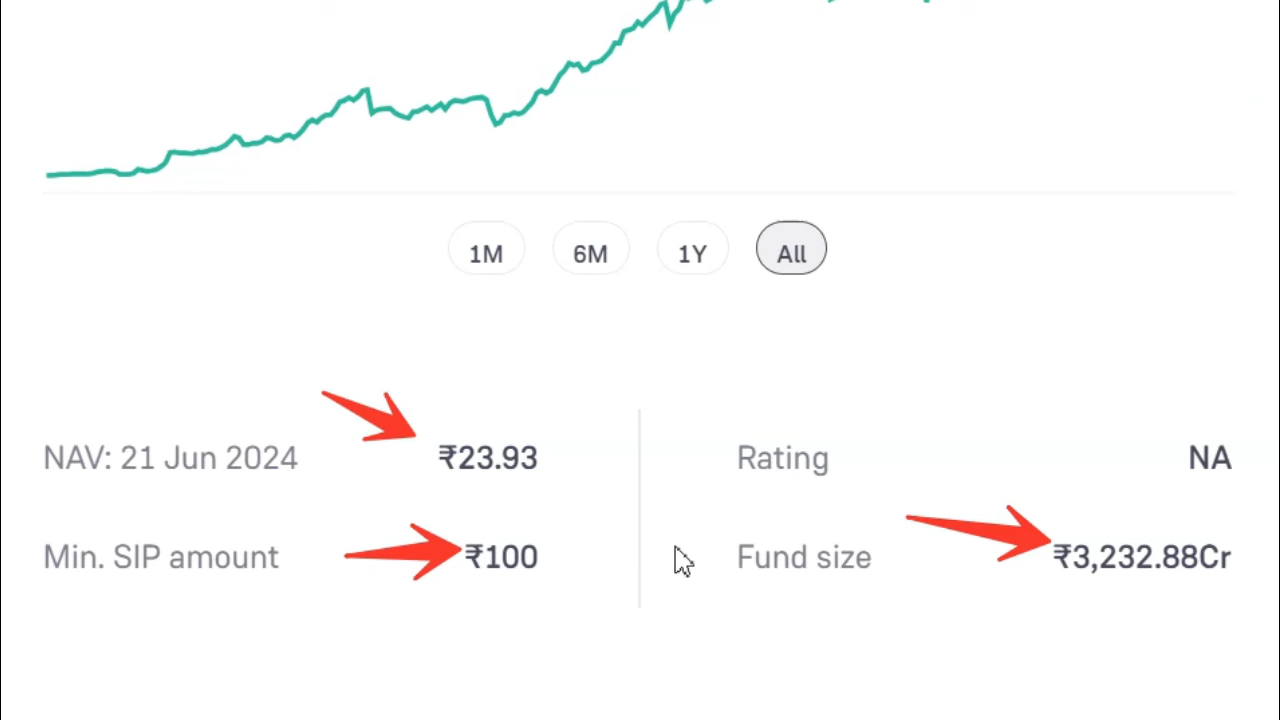 1M 6M 1Y All
NAV: 21 Jun 2024 ₹23.93 Rating NA
Min. SIP amount ₹100 Fund size ₹3,232.88Cr